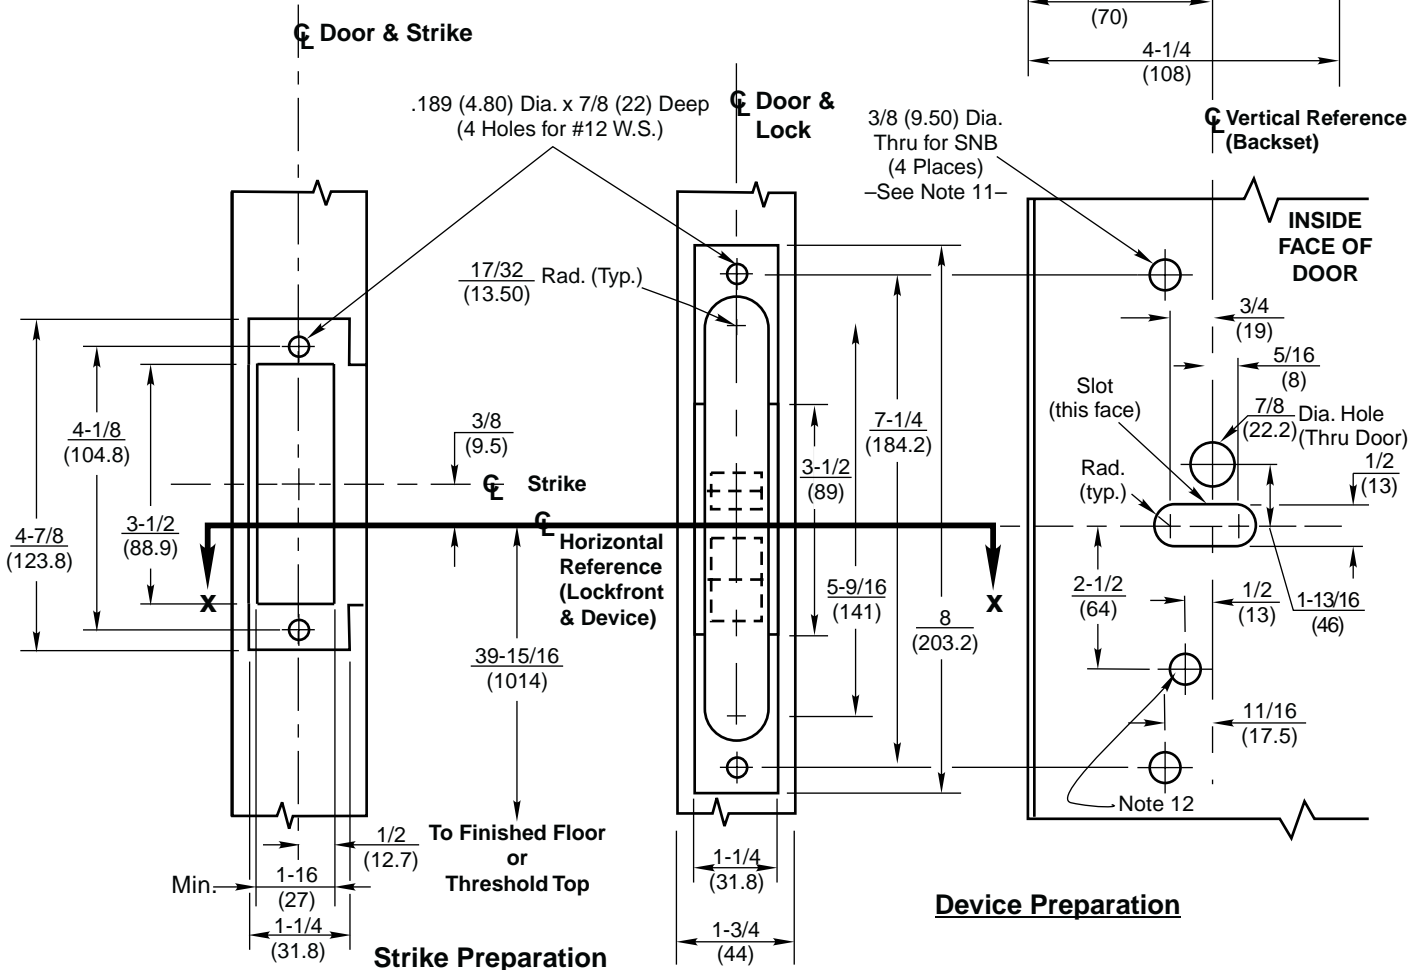 (70)
4-1/4
(108)
℄ Door & Strike
.189 (4.80) Dia. x 7/8 (22) Deep
(4 Holes for #12 W.S.)
℄ Door &
Lock
3/8 (9.50) Dia.
Thru for SNB
(4 Places)
–See Note 11–
℄ Vertical Reference
(Backset)
INSIDE
FACE OF
DOOR
17/32
(13.50)
Rad. (Typ.)
3/4
(19)
5/16
(8)
Slot
(this face)
7/8
(22.2)
Dia. Hole
(Thru Door)
1/2
(13)
Rad.
(typ.)
4-1/8
(104.8)
3/8
(9.5)
7-1/4
(184.2)
3-1/2
(89)
℄ Strike
4-7/8
(123.8)
3-1/2
(88.9)
℄
Horizontal
Reference
(Lockfront
& Device)
X
X
5-9/16
(141)
8
(203.2)
2-1/2
(64)
1/2
(13)
1-13/16
(46)
39-15/16
(1014)
11/16
(17.5)
Note 12
1/2
(12.7)
To Finished Floor
or
Threshold Top
Min.
1-16
(27)
1-1/4
(31.8)
1-1/4
(31.8)
1-3/4
(44)
Device Preparation
Strike Preparation